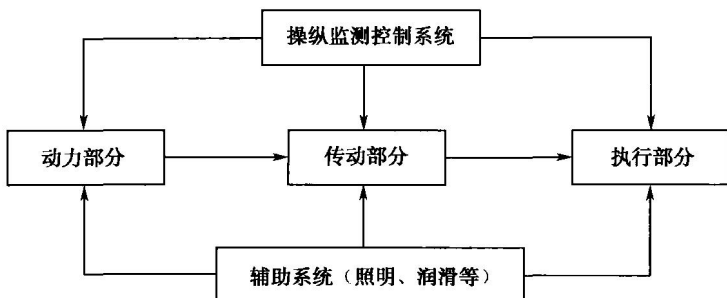 操纵监测控制系统
动力部分
传动部分
执行部分
辅助系统（照明、润滑等）